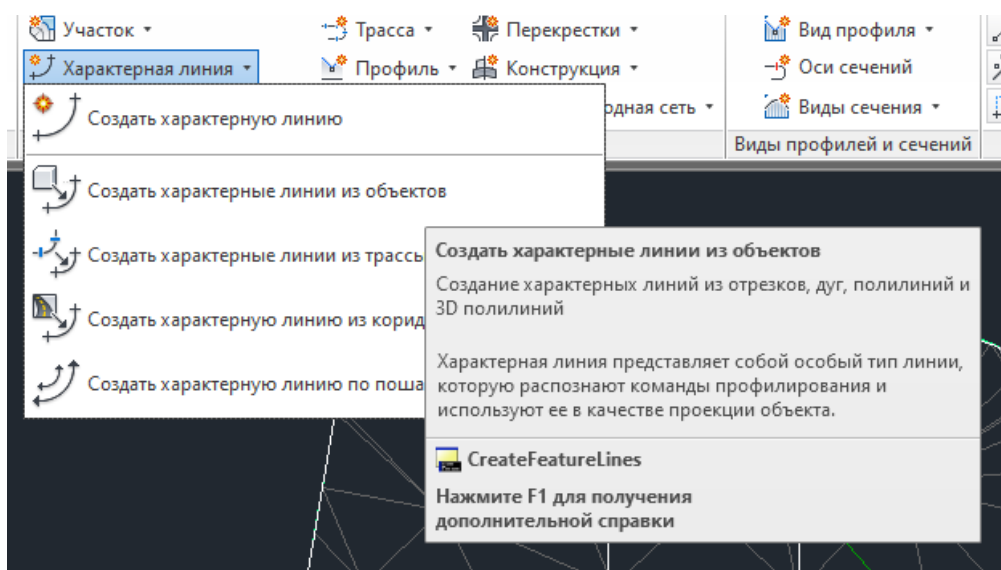 Участок
Трасса
Перекрестки
Вид профиля
Характерная линия
Профиль
Конструкция
Оси сечений
Виды сечения
Виды профилей и сечений
Создать характерную линию
Создать характерные линии из объектов
Создать характерные линии из трассы
Создать характерную линию из
Создать характерную линию по
сеть
Создать характерные линии из объектов
Создание характерных линий из отрезков, дуг, полилиний и
3D полилиний
Характерная линия представляет собой особый тип линии,
которую распознают команды профилирования и
используют ее в качестве проекции объекта.
CreateFeatureLines
Нажмите F1 для получения
дополнительной справки